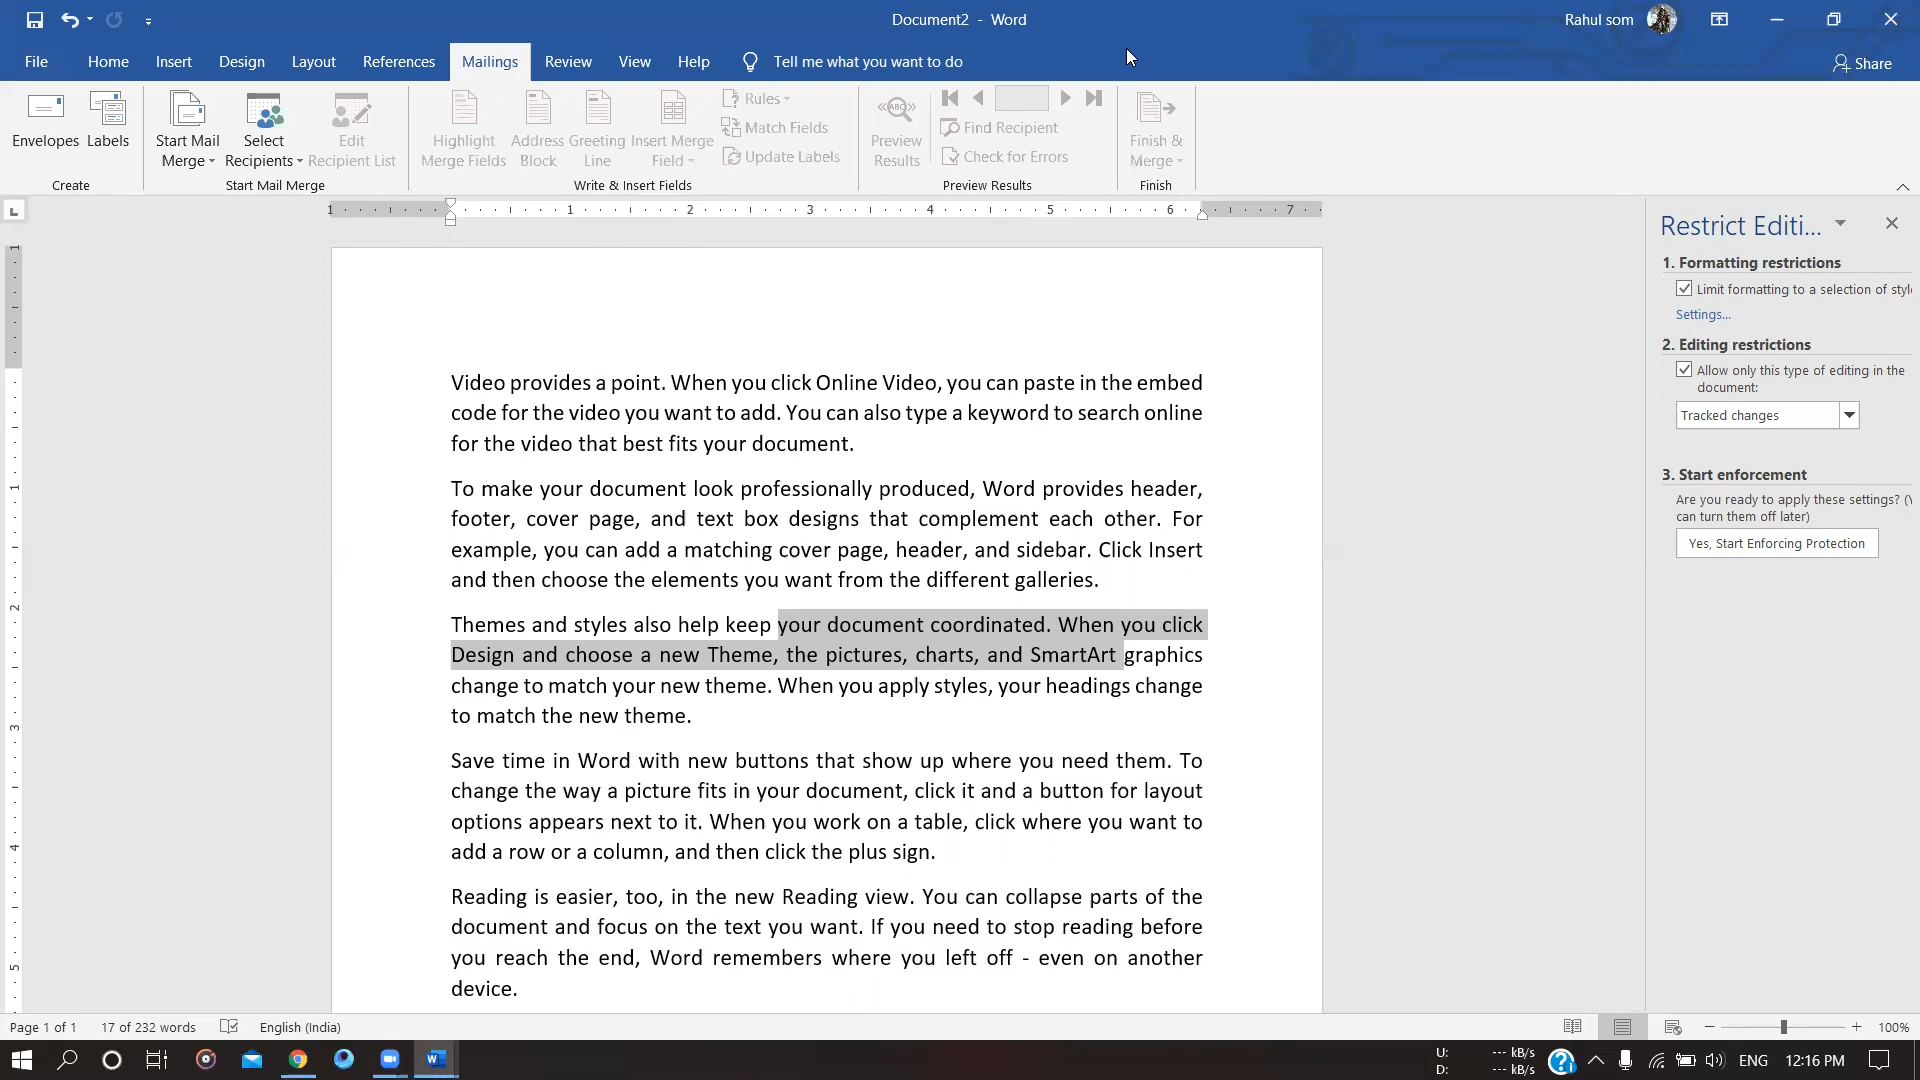 Document2 - Word
Rahul som
File Home Insert Design Layout References Mailings Review View Help Tell me what you want to do
Share
Envelopes Labels
Create
Start Mail Merge
Select Recipients
Edit Recipient List
Start Mail Merge
Highlight Merge Fields
Address Block
Greeting Line
Insert Merge Field
Rules
Match Fields
Update Labels
Write & Insert Fields
ABC
Preview Results
Find Recipient
Check for Errors
Preview Results
Finish & Merge
Finish
1 1 2 3 4 5 6 7
1
1
2
3
4
5
Video provides a point. When you click Online Video, you can paste in the embed
code for the video you want to add. You can also type a keyword to search online
for the video that best fits your document.
To make your document look professionally produced, Word provides header,
footer, cover page, and text box designs that complement each other. For
example, you can add a matching cover page, header, and sidebar. Click Insert
and then choose the elements you want from the different galleries.
Themes and styles also help keep your document coordinated. When you click
Design and choose a new Theme, the pictures, charts, and SmartArt graphics
change to match your new theme. When you apply styles, your headings change
to match the new theme.
Save time in Word with new buttons that show up where you need them. To
change the way a picture fits in your document, click it and a button for layout
options appears next to it. When you work on a table, click where you want to
add a row or a column, and then click the plus sign.
Reading is easier, too, in the new Reading view. You can collapse parts of the
document and focus on the text you want. If you need to stop reading before
you reach the end, Word remembers where you left off - even on another
device.
Restrict Editi...
1. Formatting restrictions
Limit formatting to a selection of styl
Settings...
2. Editing restrictions
Allow only this type of editing in the
document:
Tracked changes
3. Start enforcement
Are you ready to apply these settings? (Y
can turn them off later)
Yes, Start Enforcing Protection
Page 1 of 1 17 of 232 words English (India)
100%
U: --- kB/s
D: --- kB/s
ENG 12:16 PM